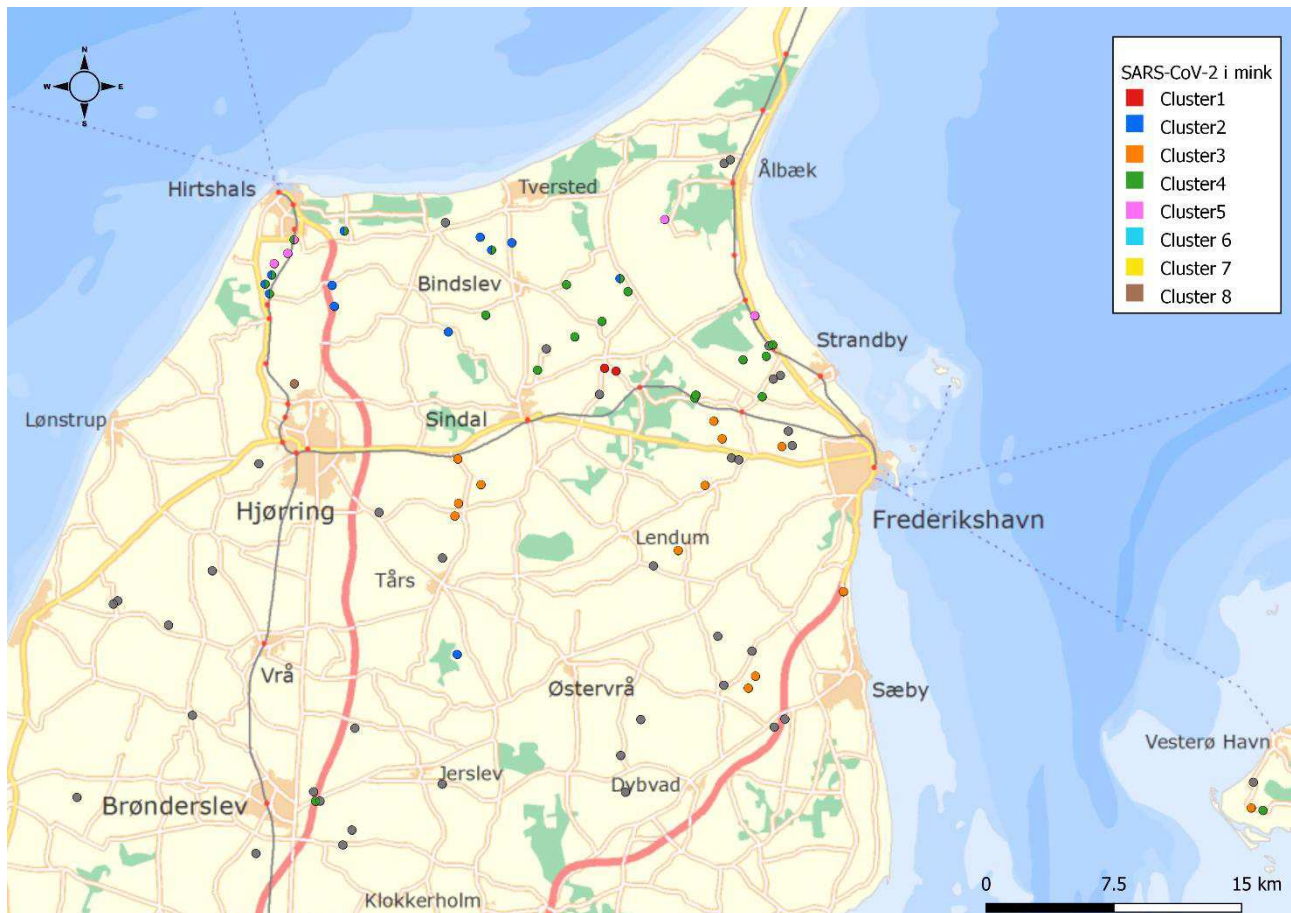 N
W E
S
SARS-CoV-2 i mink
Cluster1
Cluster2
Cluster3
Cluster4
Cluster5
Cluster 6
Cluster 7
Cluster 8
Ålbæk
Hirtshals
Tversted
Bindslev
Strandby
Lønstrup
Sindal
Hjørring
Frederikshavn
Lendum
Tårs
Vrå
Østervrå
Sæby
Vesterø Havn
Jerslev
Dybvad
Brønderslev
Klokkerholm
0 7.5 15 km